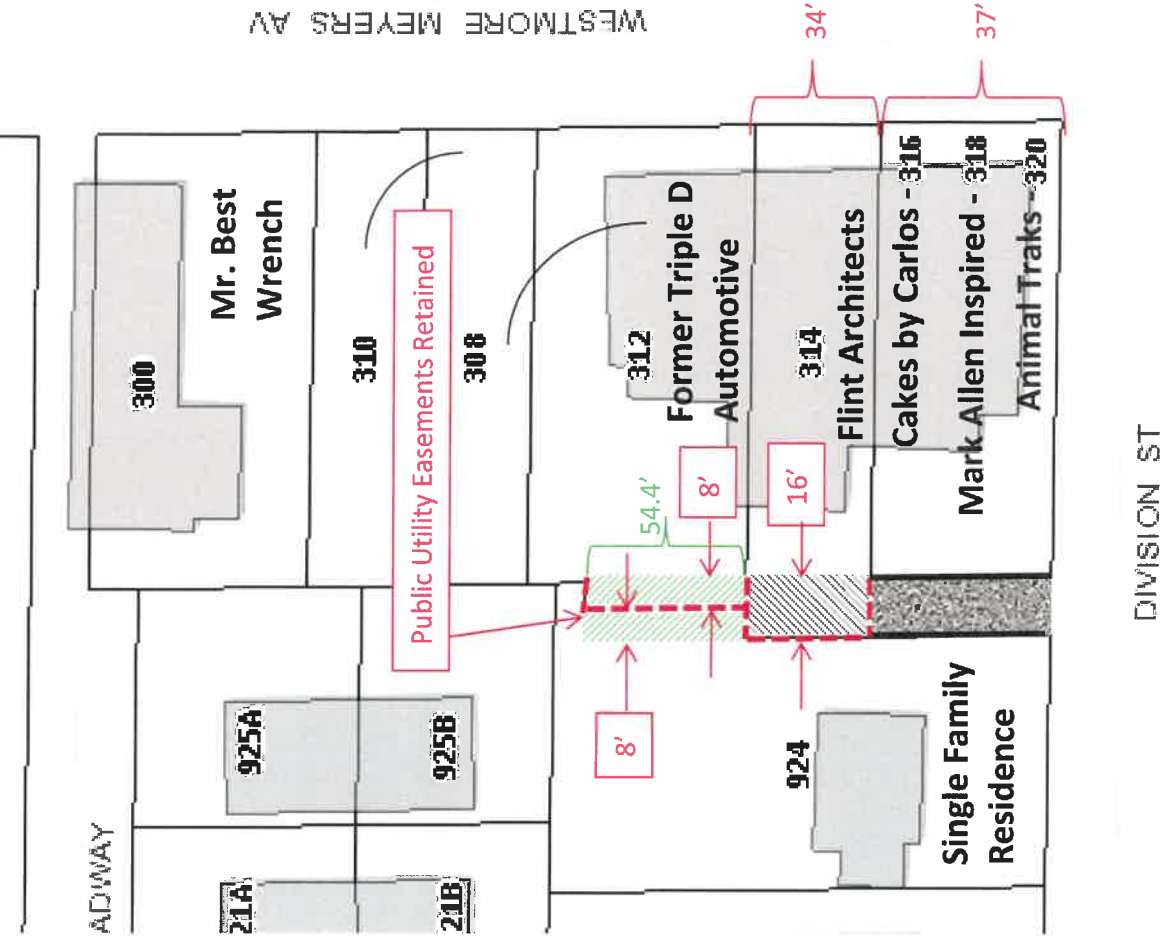 WESTMORE MEYERS AV
34'
37'
Mr. Best
Wrench
300
310
Public Utility Easements Retained
308
312
Former Triple D
Automotive
314
Flint Architects
Cakes by Carlos - 316
Mark Allen Inspired - 318
Animal Traks - 320
54.4'
8'
16'
8'
925A
925B
924
Single Family
Residence
21A
21B
ADWAY
DIVISION ST